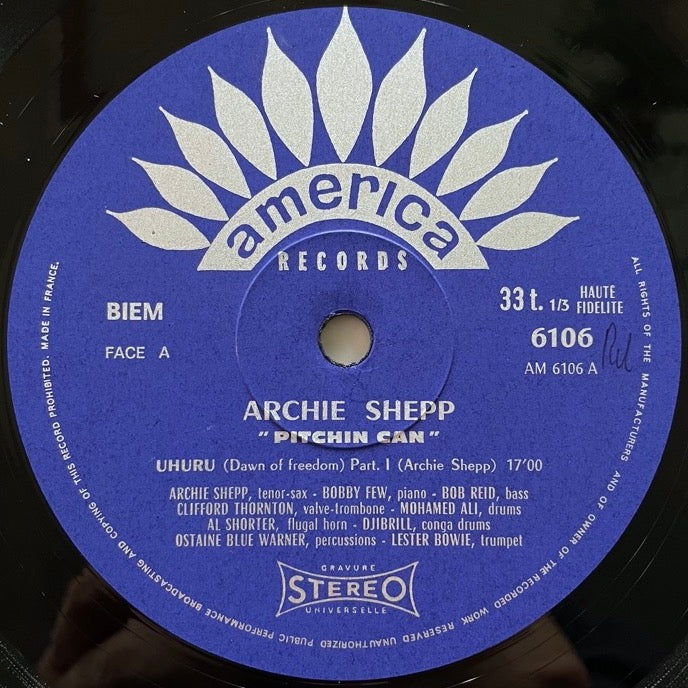 america
RECORDS
BIEM
FACE A
33 t. 1/3 HAUTE FIDELITE
6106
AM 6106 A
ARCHIE SHEPP
"PITCHIN CAN"
UHURU (Dawn of freedom) Part. I (Archie Shepp) 17'00
ARCHIE SHEPP, tenor-sax - BOBBY FEW, piano - BOB REID, bass
CLIFFORD THORNTON, valve-trombone - MOHAMED ALI, drums
AL SHORTER, flugal horn - DJIBRILL, conga drums
OSTAINE BLUE WARNER, percussions - LESTER BOWIE, trumpet
GRAVURE
STEREO
UNIVERSELLE
ALL RIGHTS OF THE MANUFACTURERS AND OF OWNER OF THE RECORDED WORK RESERVED UNAUTHORIZED PUBLIC PERFORMANCE BROADCASTING AND COPYING OF THIS RECORD PROHIBITED. MADE IN FRANCE.